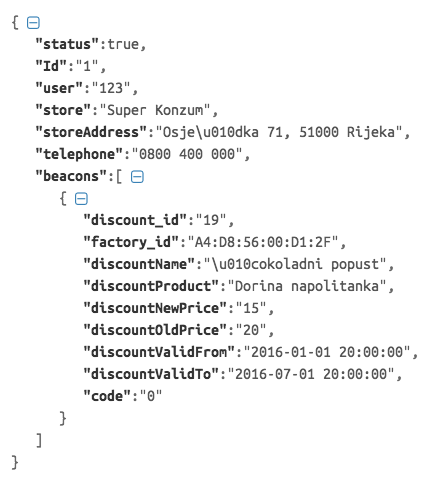 {
"status":true,
"Id":"1",
"user":"123",
"store":"Super Konzum",
"storeAddress":"Osje\u010dka 71, 51000 Rijeka",
"telephone":"0800 400 000",
"beacons":[
{
"discount_id":"19",
"factory_id":"A4:D8:56:00:D1:2F",
"discountName":"\u010cokoladni popust",
"discountProduct":"Dorina napolitanka",
"discountNewPrice":"15",
"discountOldPrice":"20",
"discountValidFrom":"2016-01-01 20:00:00",
"discountValidTo":"2016-07-01 20:00:00",
"code":"0"
}
]
}